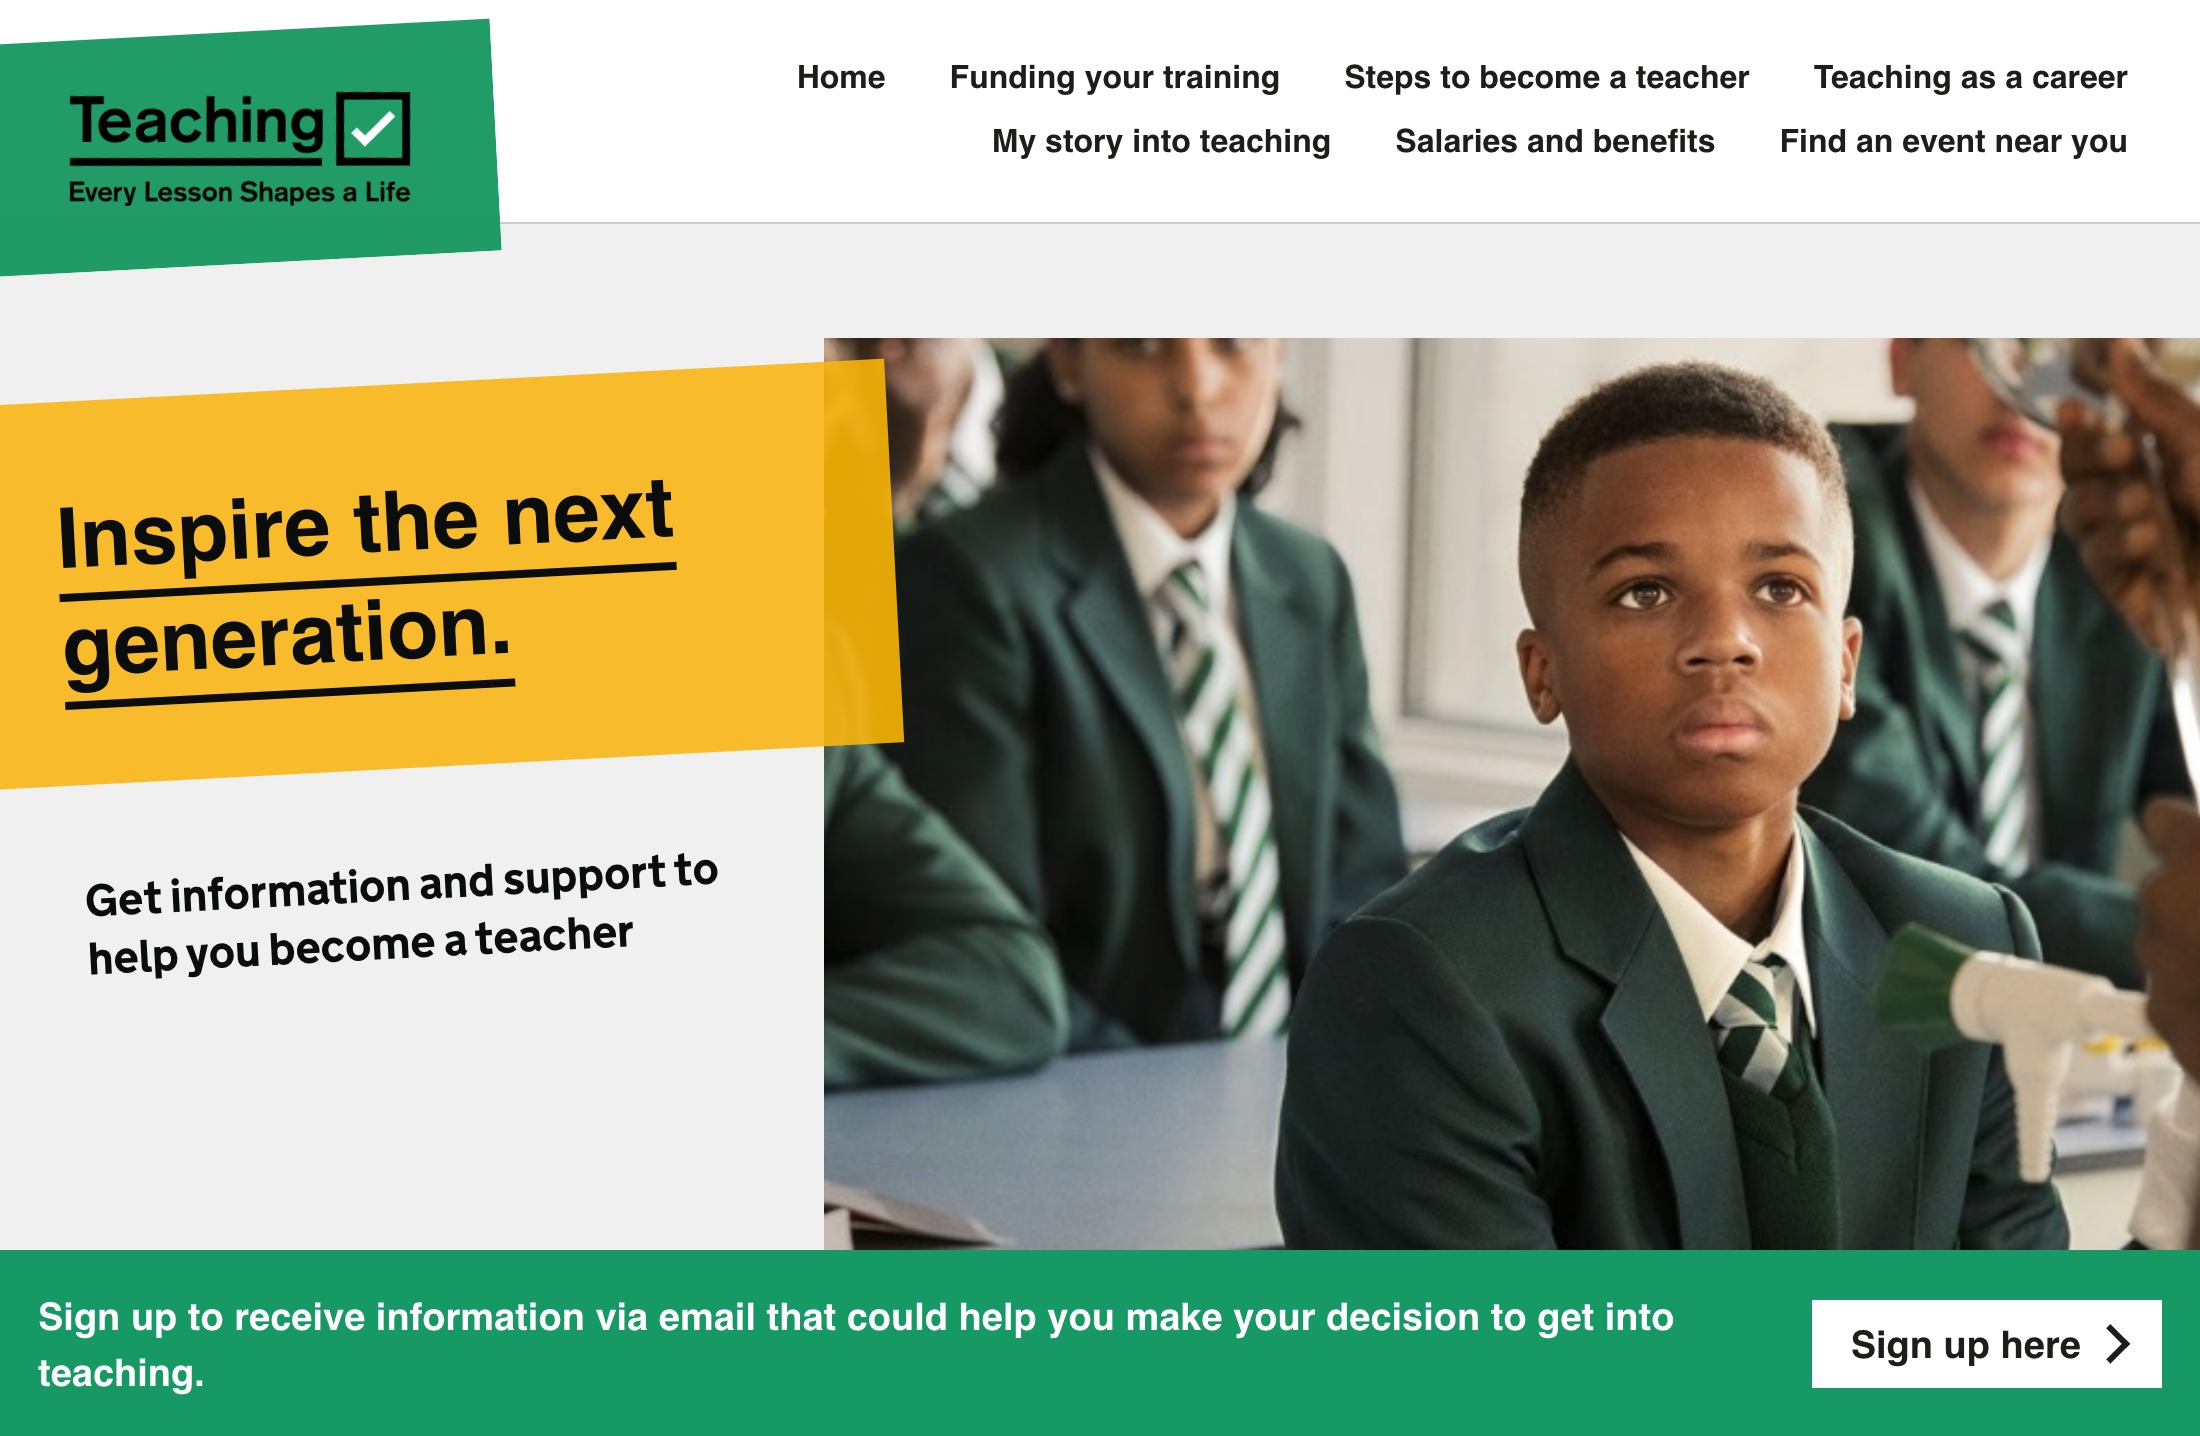 Teaching
Every Lesson Shapes a Life
Home Funding your training Steps to become a teacher Teaching as a career
My story into teaching Salaries and benefits Find an event near you
Inspire the next
generation.
Get information and support to
help you become a teacher
Sign up to receive information via email that could help you make your decision to get into
teaching.
Sign up here